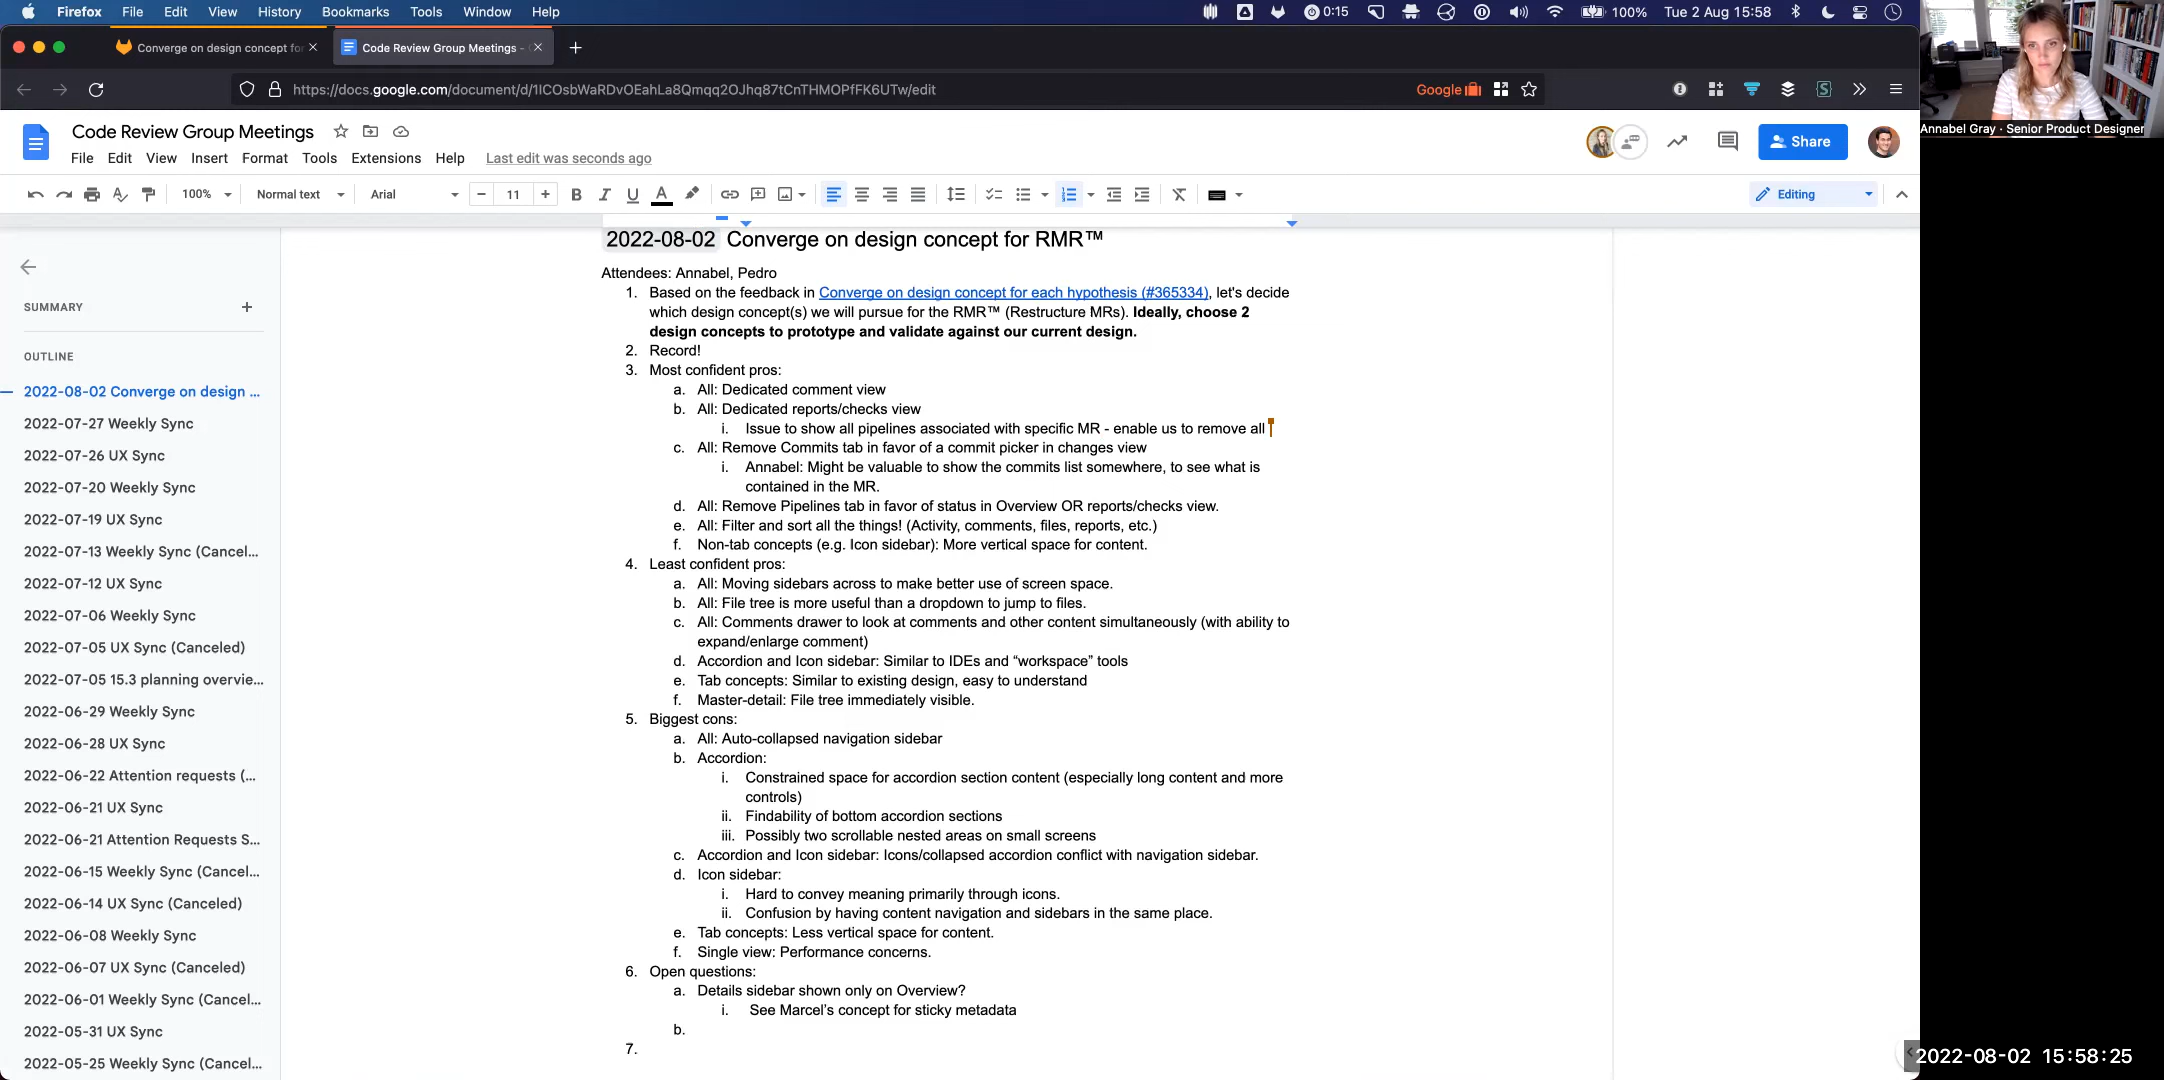 Firefox File Edit View History Bookmarks Tools Window Help 0:15 100% Tue 2 Aug 15:58
Converge on design concept for
Code Review Group Meetings -
https://docs.google.com/document/d/1ICOsbWaRDvOEahLa8Qmqq2OJhq87tCnTHMOPfFK6UTw/edit
Google
Code Review Group Meetings
File Edit View Insert Format Tools Extensions Help Last edit was seconds ago
Share
100% Normal text Arial 11 Editing
SUMMARY
OUTLINE
2022-08-02 Converge on design ...
2022-07-27 Weekly Sync
2022-07-26 UX Sync
2022-07-20 Weekly Sync
2022-07-19 UX Sync
2022-07-13 Weekly Sync (Cancel...
2022-07-12 UX Sync
2022-07-06 Weekly Sync
2022-07-05 UX Sync (Canceled)
2022-07-05 15.3 planning overvie...
2022-06-29 Weekly Sync
2022-06-28 UX Sync
2022-06-22 Attention requests (...
2022-06-21 UX Sync
2022-06-21 Attention Requests S...
2022-06-15 Weekly Sync (Cancel...
2022-06-14 UX Sync (Canceled)
2022-06-08 Weekly Sync
2022-06-07 UX Sync (Canceled)
2022-06-01 Weekly Sync (Cancel...
2022-05-31 UX Sync
2022-05-25 Weekly Sync (Cancel...
2022-08-02 Converge on design concept for RMR™
Attendees: Annabel, Pedro
1. Based on the feedback in Converge on design concept for each hypothesis (#365334), let's decide
which design concept(s) we will pursue for the RMR™ (Restructure MRs). Ideally, choose 2
design concepts to prototype and validate against our current design.
2. Record!
3. Most confident pros:
a. All: Dedicated comment view
b. All: Dedicated reports/checks view
i. Issue to show all pipelines associated with specific MR - enable us to remove all
c. All: Remove Commits tab in favor of a commit picker in changes view
i. Annabel: Might be valuable to show the commits list somewhere, to see what is
contained in the MR.
d. All: Remove Pipelines tab in favor of status in Overview OR reports/checks view.
e. All: Filter and sort all the things! (Activity, comments, files, reports, etc.)
f. Non-tab concepts (e.g. Icon sidebar): More vertical space for content.
4. Least confident pros:
a. All: Moving sidebars across to make better use of screen space.
b. All: File tree is more useful than a dropdown to jump to files.
c. All: Comments drawer to look at comments and other content simultaneously (with ability to
expand/enlarge comment)
d. Accordion and Icon sidebar: Similar to IDEs and “workspace” tools
e. Tab concepts: Similar to existing design, easy to understand
f. Master-detail: File tree immediately visible.
5. Biggest cons:
a. All: Auto-collapsed navigation sidebar
b. Accordion:
i. Constrained space for accordion section content (especially long content and more
controls)
ii. Findability of bottom accordion sections
iii. Possibly two scrollable nested areas on small screens
c. Accordion and Icon sidebar: Icons/collapsed accordion conflict with navigation sidebar.
d. Icon sidebar:
i. Hard to convey meaning primarily through icons.
ii. Confusion by having content navigation and sidebars in the same place.
e. Tab concepts: Less vertical space for content.
f. Single view: Performance concerns.
6. Open questions:
a. Details sidebar shown only on Overview?
i. See Marcel’s concept for sticky metadata
b.
7.
Annabel Gray · Senior Product Designer
2022-08-02 15:58:25